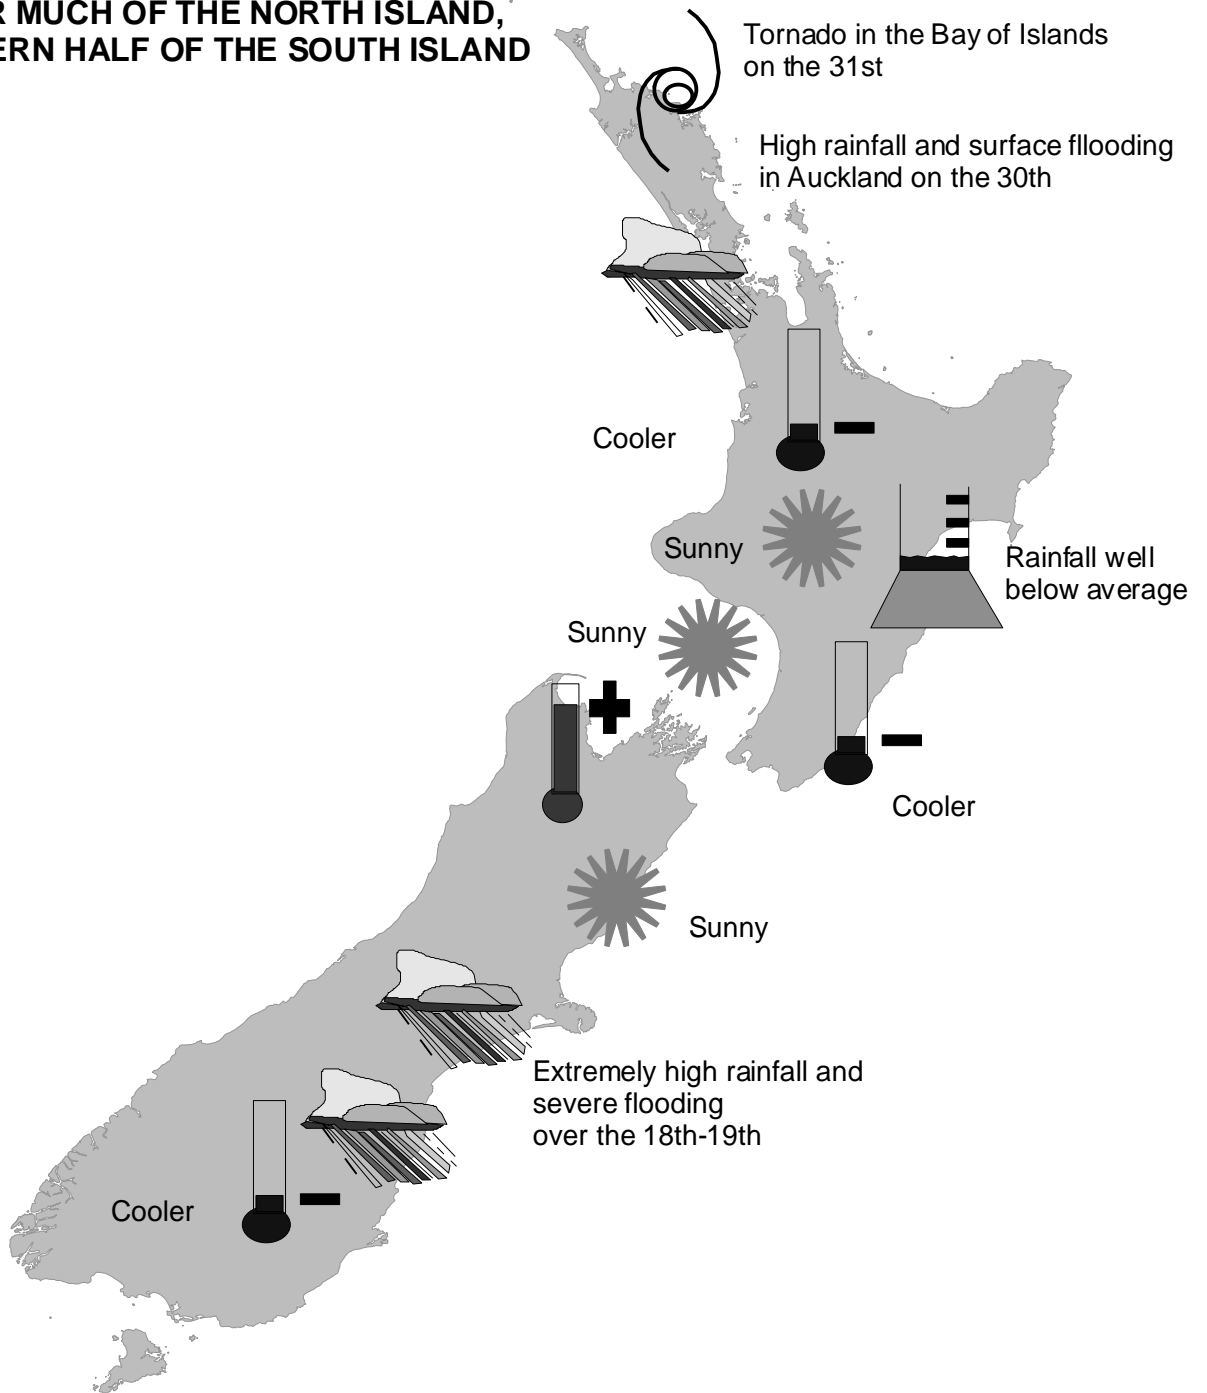 R MUCH OF THE NORTH ISLAND,
ERN HALF OF THE SOUTH ISLAND
Tornado in the Bay of Islands
on the 31st
High rainfall and surface fllooding
in Auckland on the 30th
Cooler
Sunny
Rainfall well
below average
Sunny
Cooler
Sunny
Extremely high rainfall and
severe flooding
over the 18th-19th
Cooler